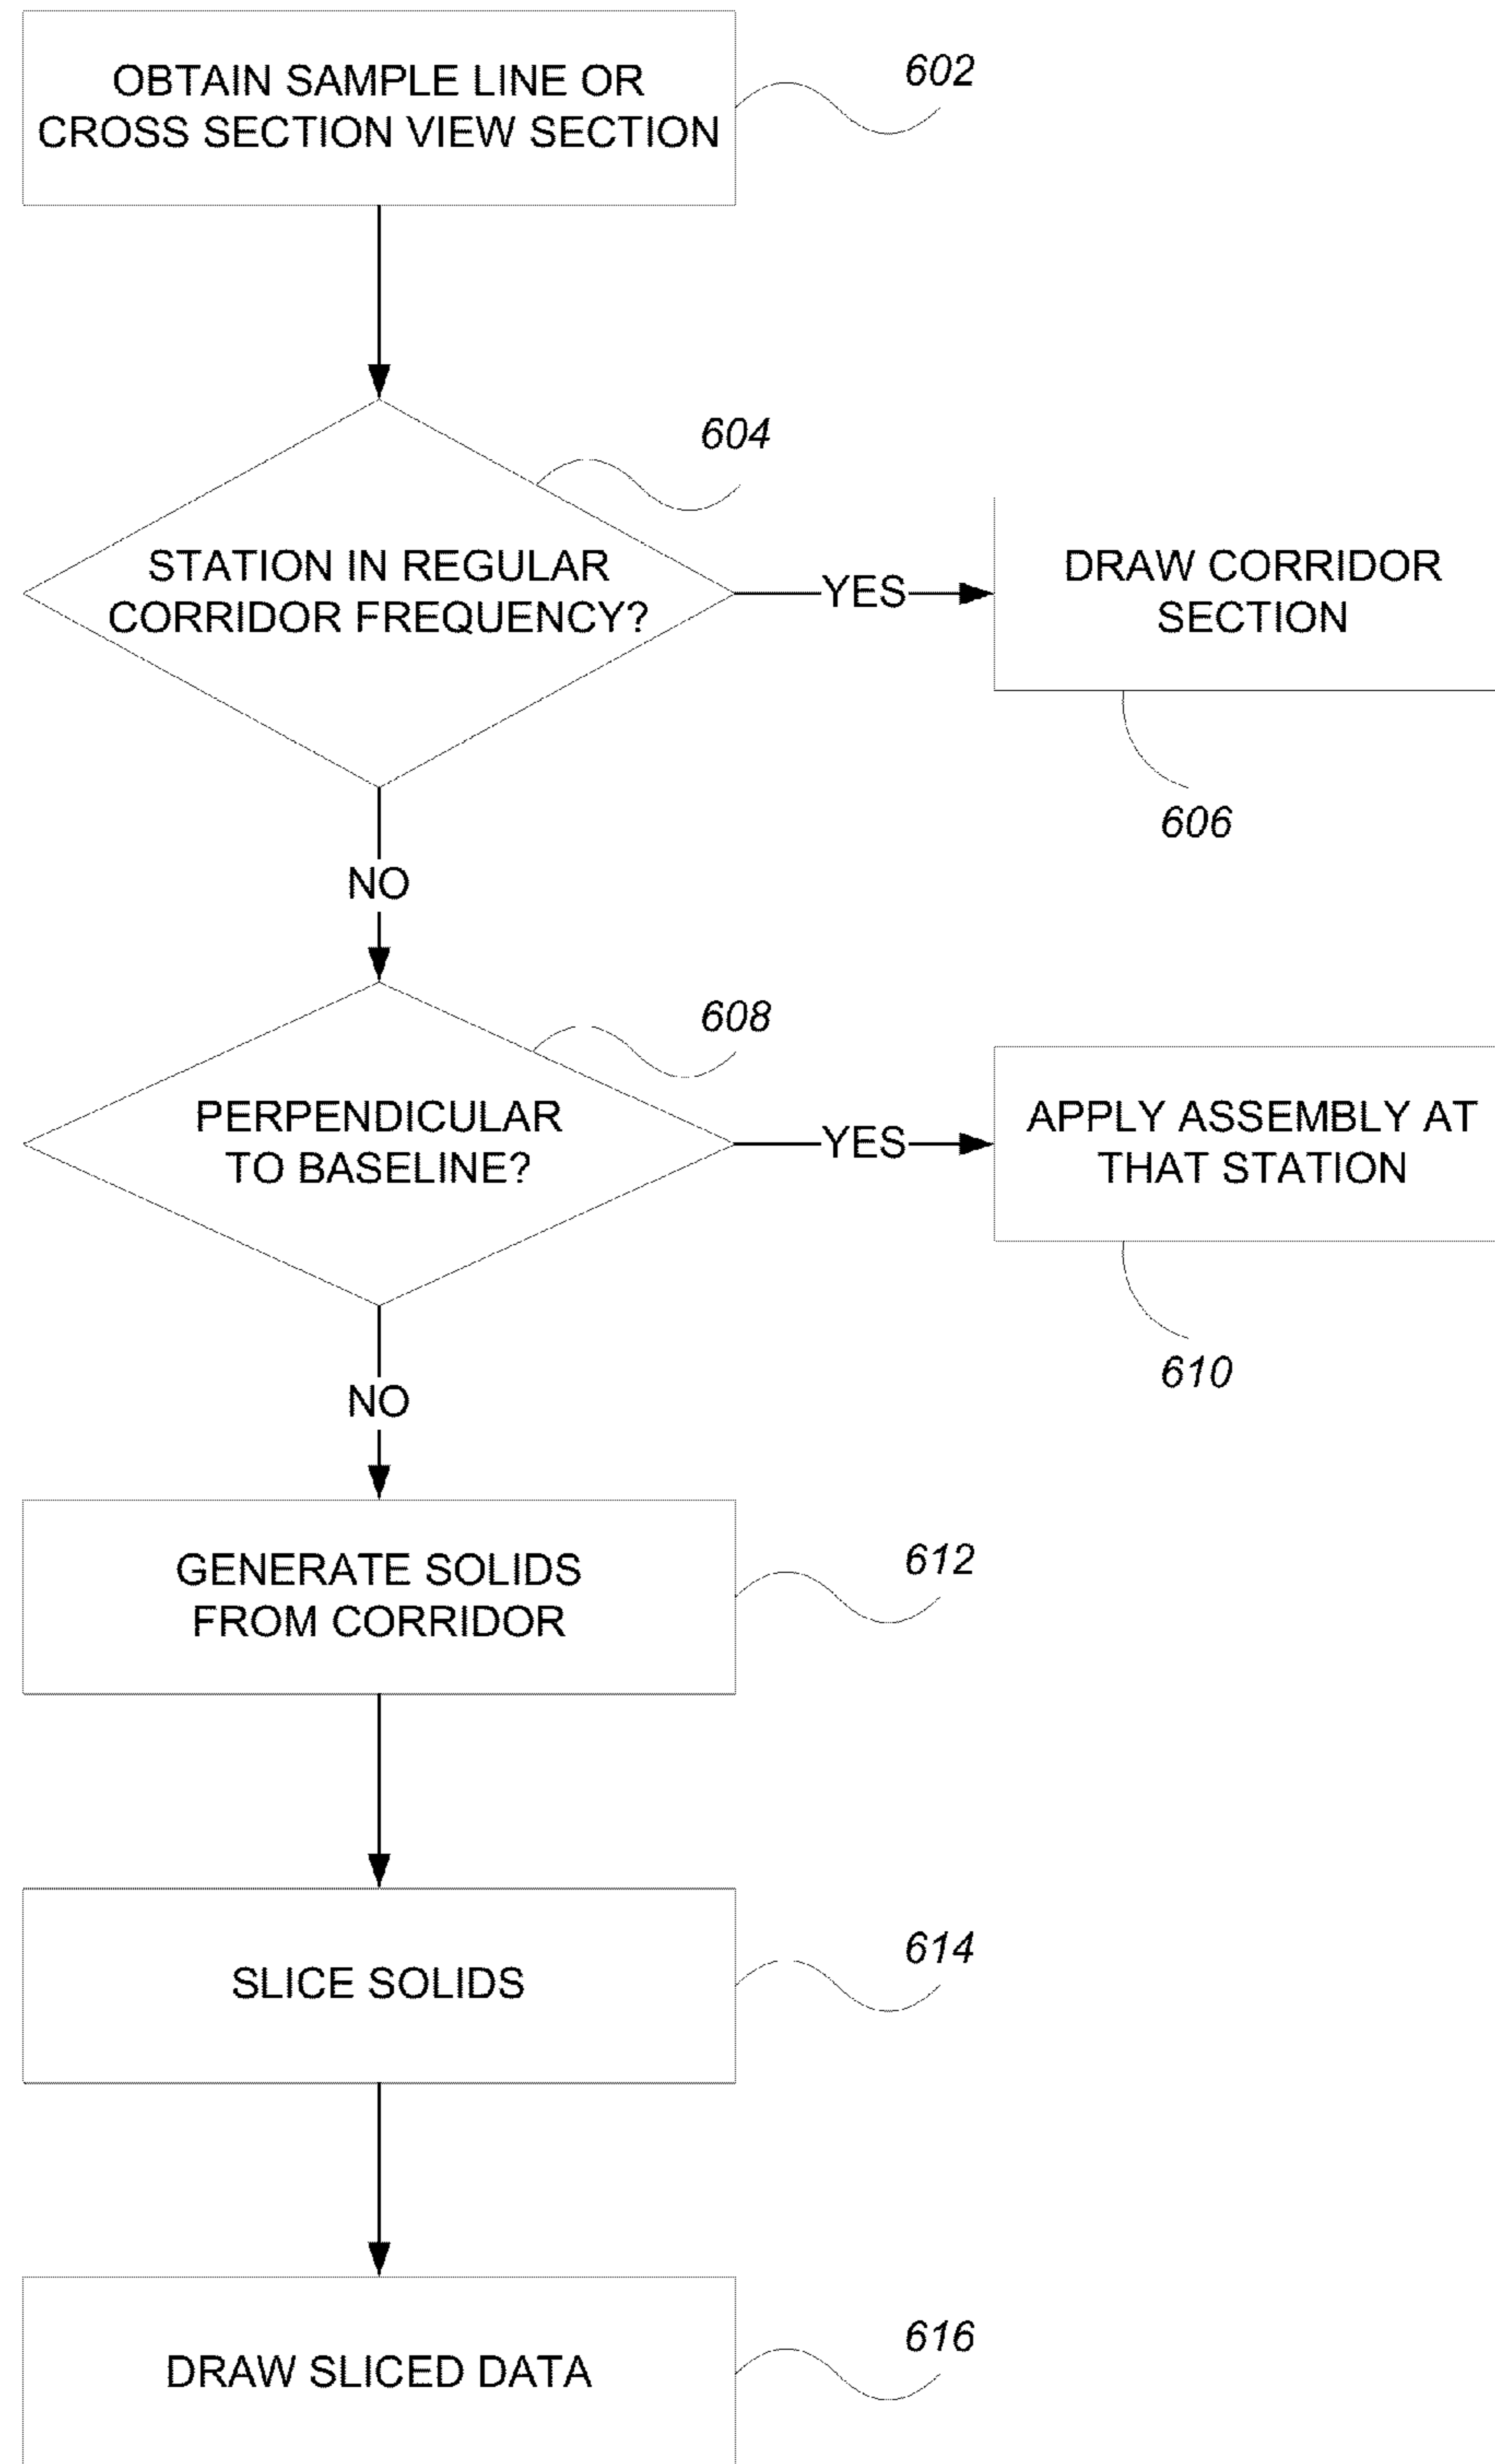 OBTAIN SAMPLE LINE OR
CROSS SECTION VIEW SECTION
602
604
STATION IN REGULAR
CORRIDOR FREQUENCY?
YES
DRAW CORRIDOR
SECTION
606
NO
608
PERPENDICULAR
TO BASELINE?
YES
APPLY ASSEMBLY AT
THAT STATION
610
NO
GENERATE SOLIDS
FROM CORRIDOR
612
SLICE SOLIDS
614
DRAW SLICED DATA
616